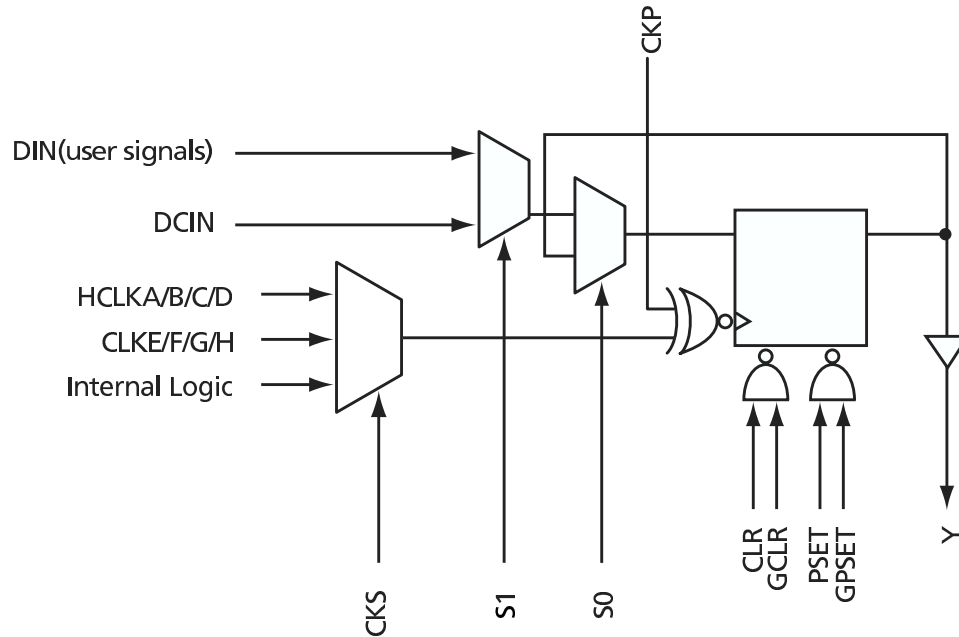 CKP
DIN(user signals)
DCIN
HCLKA/B/C/D
CLKE/F/G/H
Internal Logic
CKS
S1
S0
CLR
GCLR
PSET
GPSET
Y